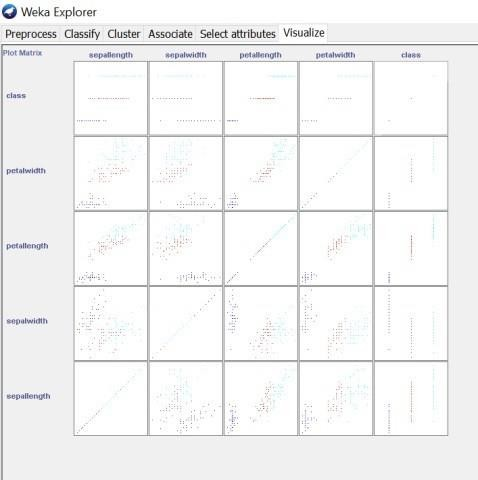 Weka Explorer
Preprocess Classify Cluster Associate Select attributes Visualize
Plot Matrix sepallength sepalwidth petallength petalwidth class
class
petalwidth
petallength
sepalwidth
sepallength